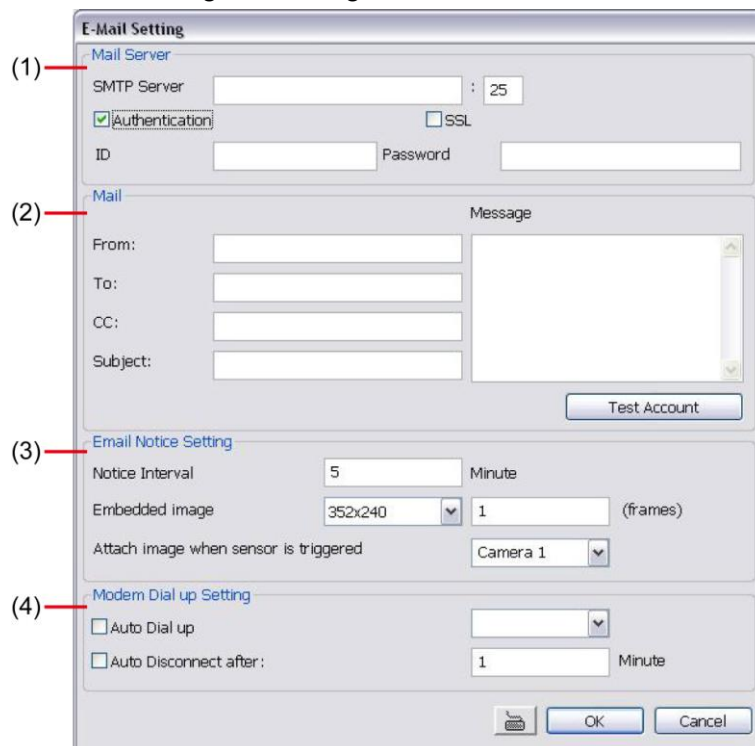 E-Mail Setting
(1)
Mail Server
SMTP Server : 25
Authentication SSL
ID Password
(2)
Mail
Message
From:
To:
CC:
Subject:
Test Account
(3)
Email Notice Setting
Notice Interval 5 Minute
Embedded image 352x240 1 (frames)
Attach image when sensor is triggered Camera 1
(4)
Modem Dial up Setting
Auto Dial up
Auto Disconnect after: 1 Minute
OK Cancel